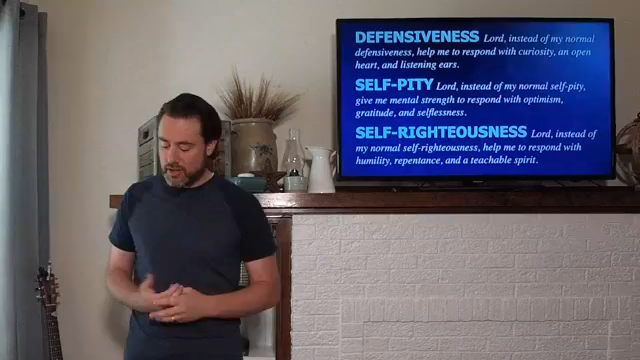 DEFENSIVENESS Lord, instead of my normal
defensiveness, help me to respond with curiosity, an open
heart, and listening ears.
SELF-PITY Lord, instead of my normal self-pity,
give me mental strength to respond with optimism,
gratitude, and selflessness.
SELF-RIGHTEOUSNESS Lord, instead of
my normal self-righteousness, help me to respond with
humility, repentance, and a teachable spirit.